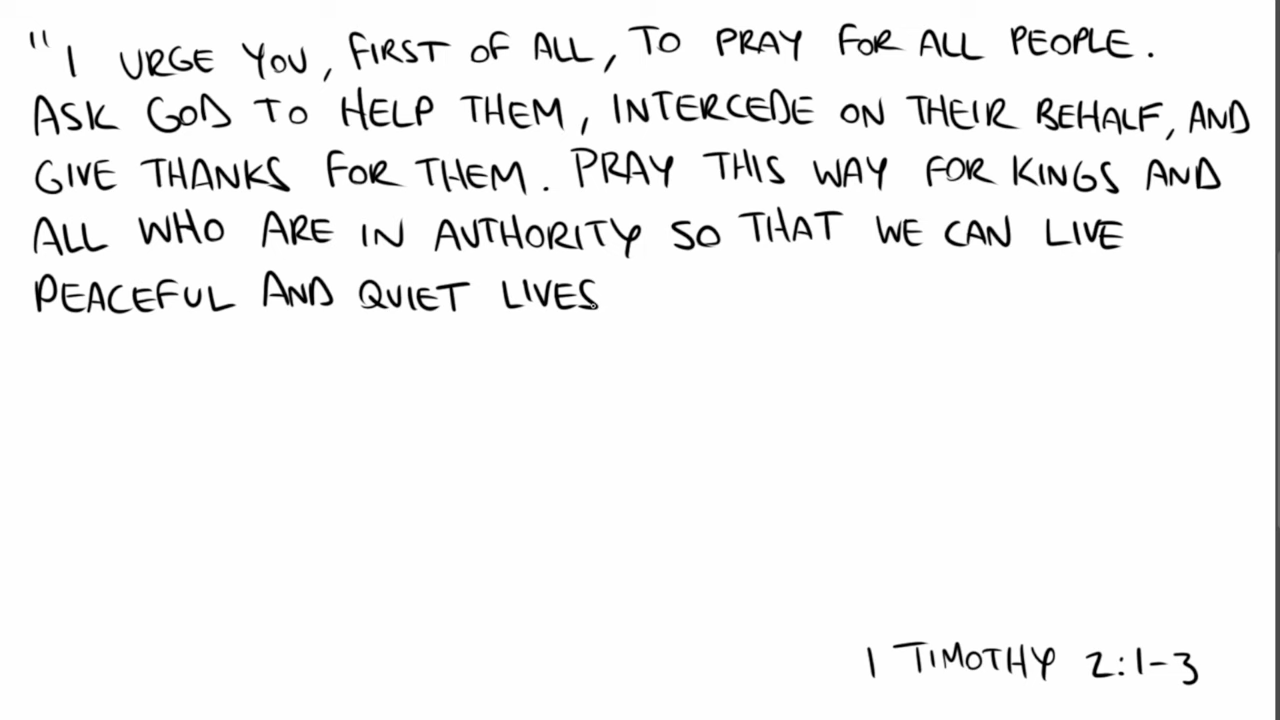 "I URGE YOU, FIRST OF ALL, TO PRAY FOR ALL PEOPLE.
ASK GOD TO HELP THEM, INTERCEDE ON THEIR BEHALF, AND
GIVE THANKS FOR THEM. PRAY THIS WAY FOR KINGS AND
ALL WHO ARE IN AUTHORITY SO THAT WE CAN LIVE
PEACEFUL AND QUIET LIVES
1 TIMOTHY 2:1-3